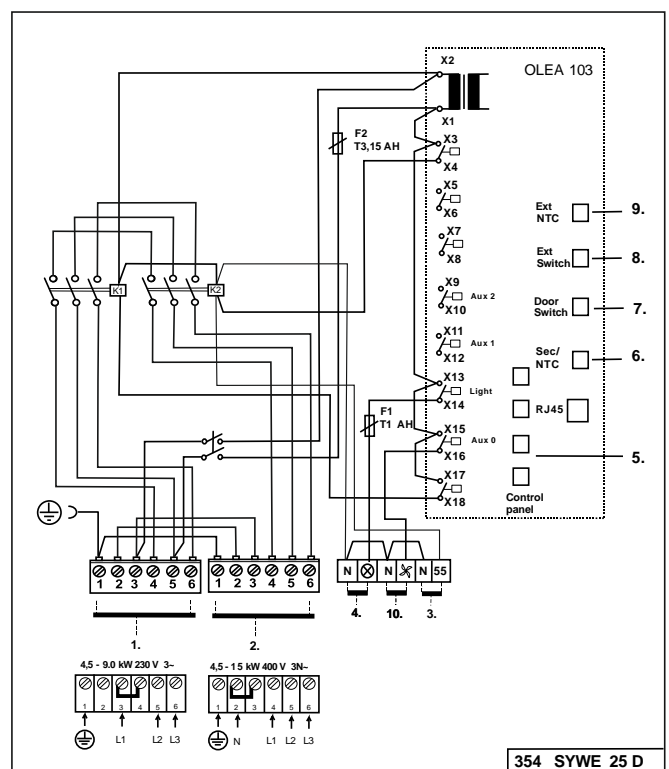 X2
OLEA 103
X1
F2
T3,15 AH
X3
X4
X5
X6
Ext
NTC
9.
X7
X8
Ext
Switch
8.
K1
K2
X9
Aux 2
X10
Door
Switch
7.
X11
Aux 1
X12
Sec/
NTC
6.
X13
Light
X14
F1
T1 AH
RJ45
X15
Aux 0
X16
5.
X17
X18
Control
panel
1 2 3 4 5 6
1 2 3 4 5 6
N N N 55
4. 10. 3.
1. 2.
4,5 - 9.0 kW 230 V 3~
4,5 - 15 kW 400 V 3N~
1 2 3 4 5 6
1 2 3 4 5 6
L1 L2 L3
N L1 L2 L3
354 SYWE 25 D